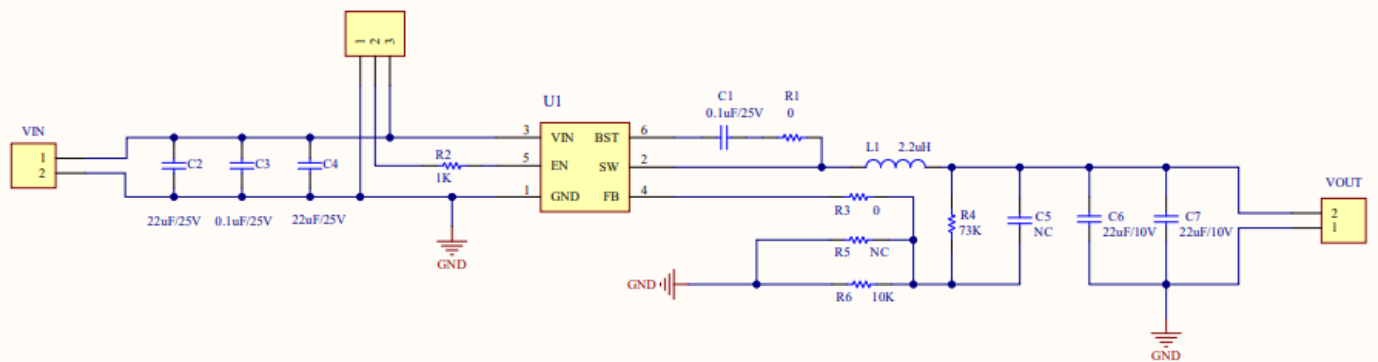 1 2 3
VIN
1
2
C2
22uF/25V
C3
0.1uF/25V
C4
22uF/25V
R2
1K
GND
U1
3 VIN BST 6
5 EN SW 2
1 GND FB 4
C1
0.1uF/25V
R1
0
L1 2.2uH
R3 0
R5 NC
R6 10K
GND
R4
73K
C5
NC
C6
22uF/10V
C7
22uF/10V
GND
VOUT
2
1